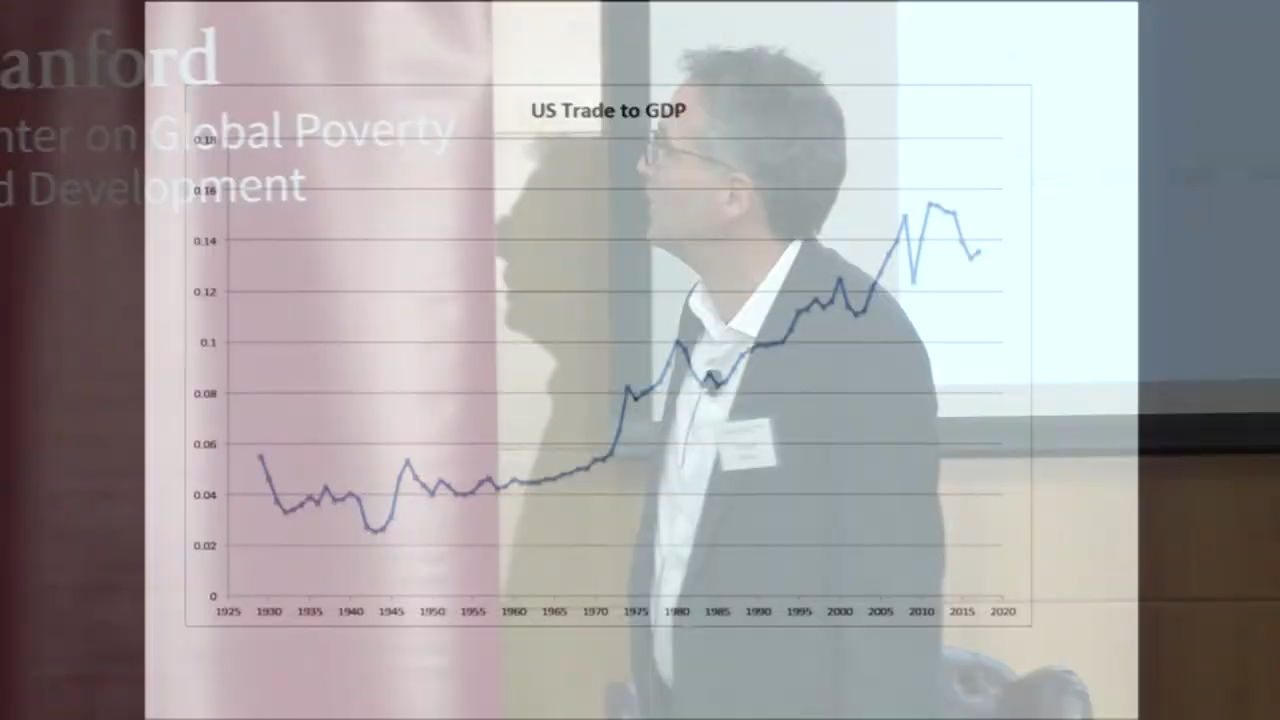 anford
nter on Global Poverty
d Development
US Trade to GDP
0.18
0.16
0.14
0.12
0.1
0.08
0.06
0.04
0.02
0
1925 1930 1935 1940 1945 1950 1955 1960 1965 1970 1975 1980 1985 1990 1995 2000 2005 2010 2015 2020